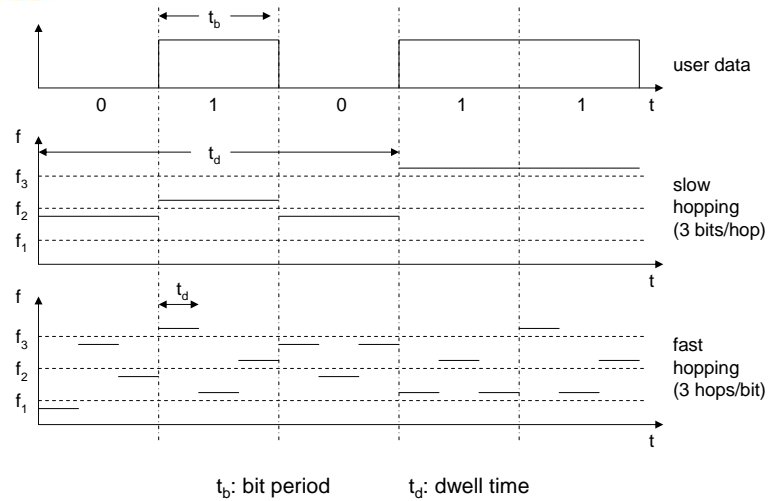 t_b
user data
0 1 0 1 1 t
f
t_d
f_3
f_2
f_1
slow
hopping
(3 bits/hop)
t
f
t_d
f_3
f_2
f_1
fast
hopping
(3 hops/bit)
t
t_b: bit period t_d: dwell time